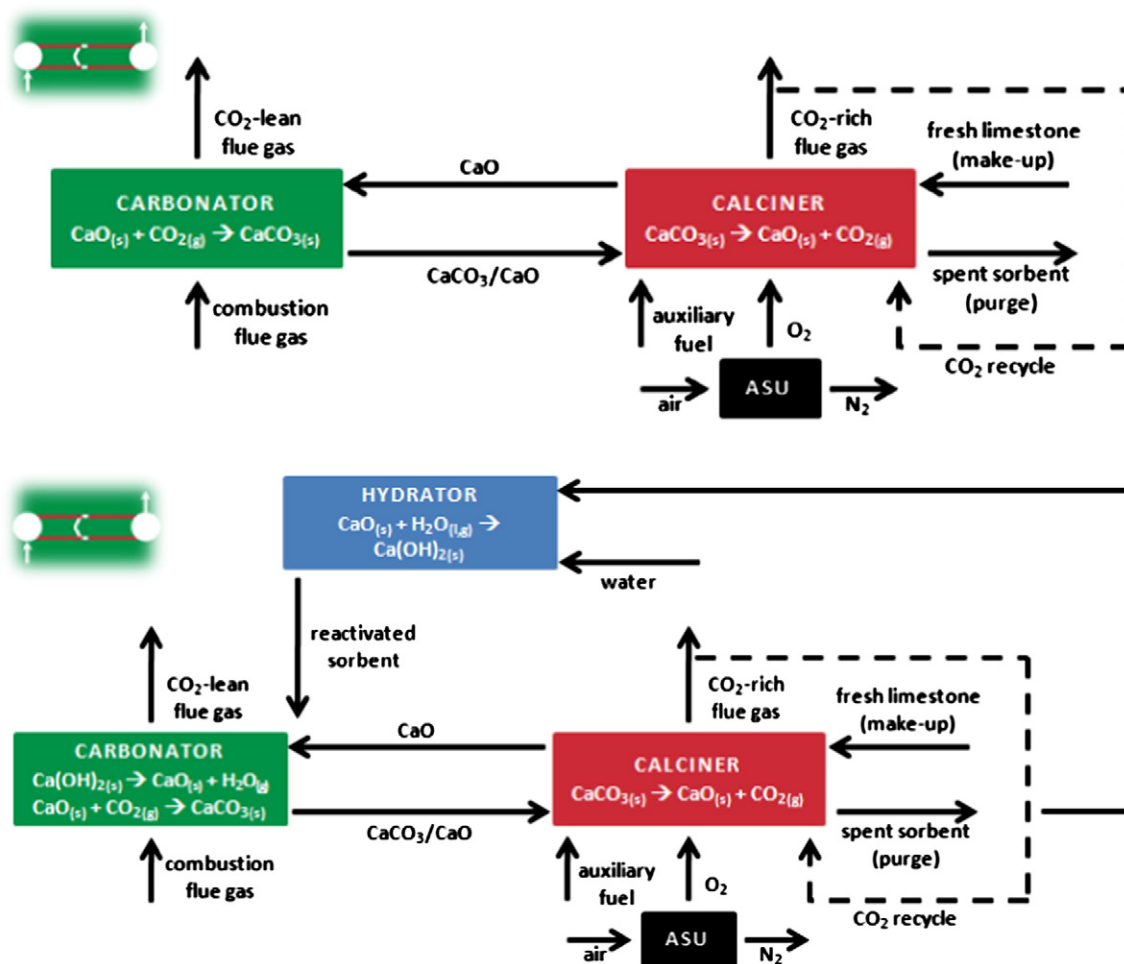 CO₂-lean
flue gas
CO₂-rich
flue gas
fresh limestone
(make-up)
CaO
CARBONATOR
CaO(s) + CO₂(g) → CaCO₃(s)
CALCINER
CaCO₃(s) → CaO(s) + CO₂(g)
CaCO₃/CaO
spent sorbent
(purge)
combustion
flue gas
auxiliary
fuel
O₂
CO₂ recycle
air
ASU
N₂
HYDRATOR
CaO(s) + H₂O(l,g) →
Ca(OH)₂(s)
water
reactivated
sorbent
CO₂-lean
flue gas
CO₂-rich
flue gas
fresh limestone
(make-up)
CaO
CARBONATOR
Ca(OH)₂(s) → CaO(s) + H₂O(g)
CaO(s) + CO₂(g) → CaCO₃(s)
CALCINER
CaCO₃(s) → CaO(s) + CO₂(g)
CaCO₃/CaO
spent sorbent
(purge)
combustion
flue gas
auxiliary
fuel
O₂
CO₂ recycle
air
ASU
N₂